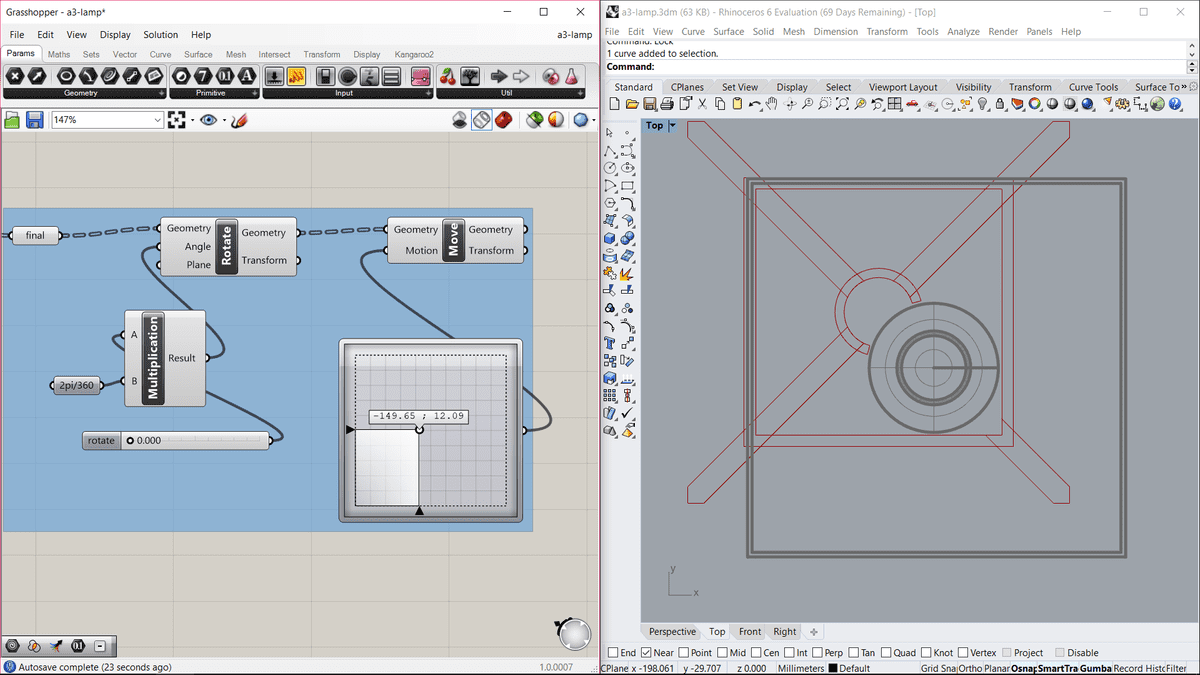 Grasshopper - a3-lamp*
File Edit View Display Solution Help
a3-lamp
Params Maths Sets Vector Curve Surface Mesh Intersect Transform Display Kangaroo2
Geometry + Primitive + Input + Util +
147%
final
Geometry
Angle
Plane
Rotate
Geometry
Transform
Geometry
Motion
Move
Geometry
Transform
A
B
Multiplication
Result
2pi/360
rotate 0.000
-149.65 ; 12.09
Autosave complete (23 seconds ago)
1.0.0007
a3-lamp.3dm (63 KB) - Rhinoceros 6 Evaluation (69 Days Remaining) - [Top]
File Edit View Curve Surface Solid Mesh Dimension Transform Tools Analyze Render Panels Help
Command: Lock
1 curve added to selection.
Command:
Standard CPlanes Set View Display Select Viewport Layout Visibility Transform Curve Tools Surface To
Top
y
x
Perspective Top Front Right
End Near Point Mid Cen Int Perp Tan Quad Knot Vertex Project Disable
CPlane x -198.061 y -29.707 z 0.000 Millimeters Default Grid Sna Ortho Planar Osnap SmartTra Gumba Record Histo Filter